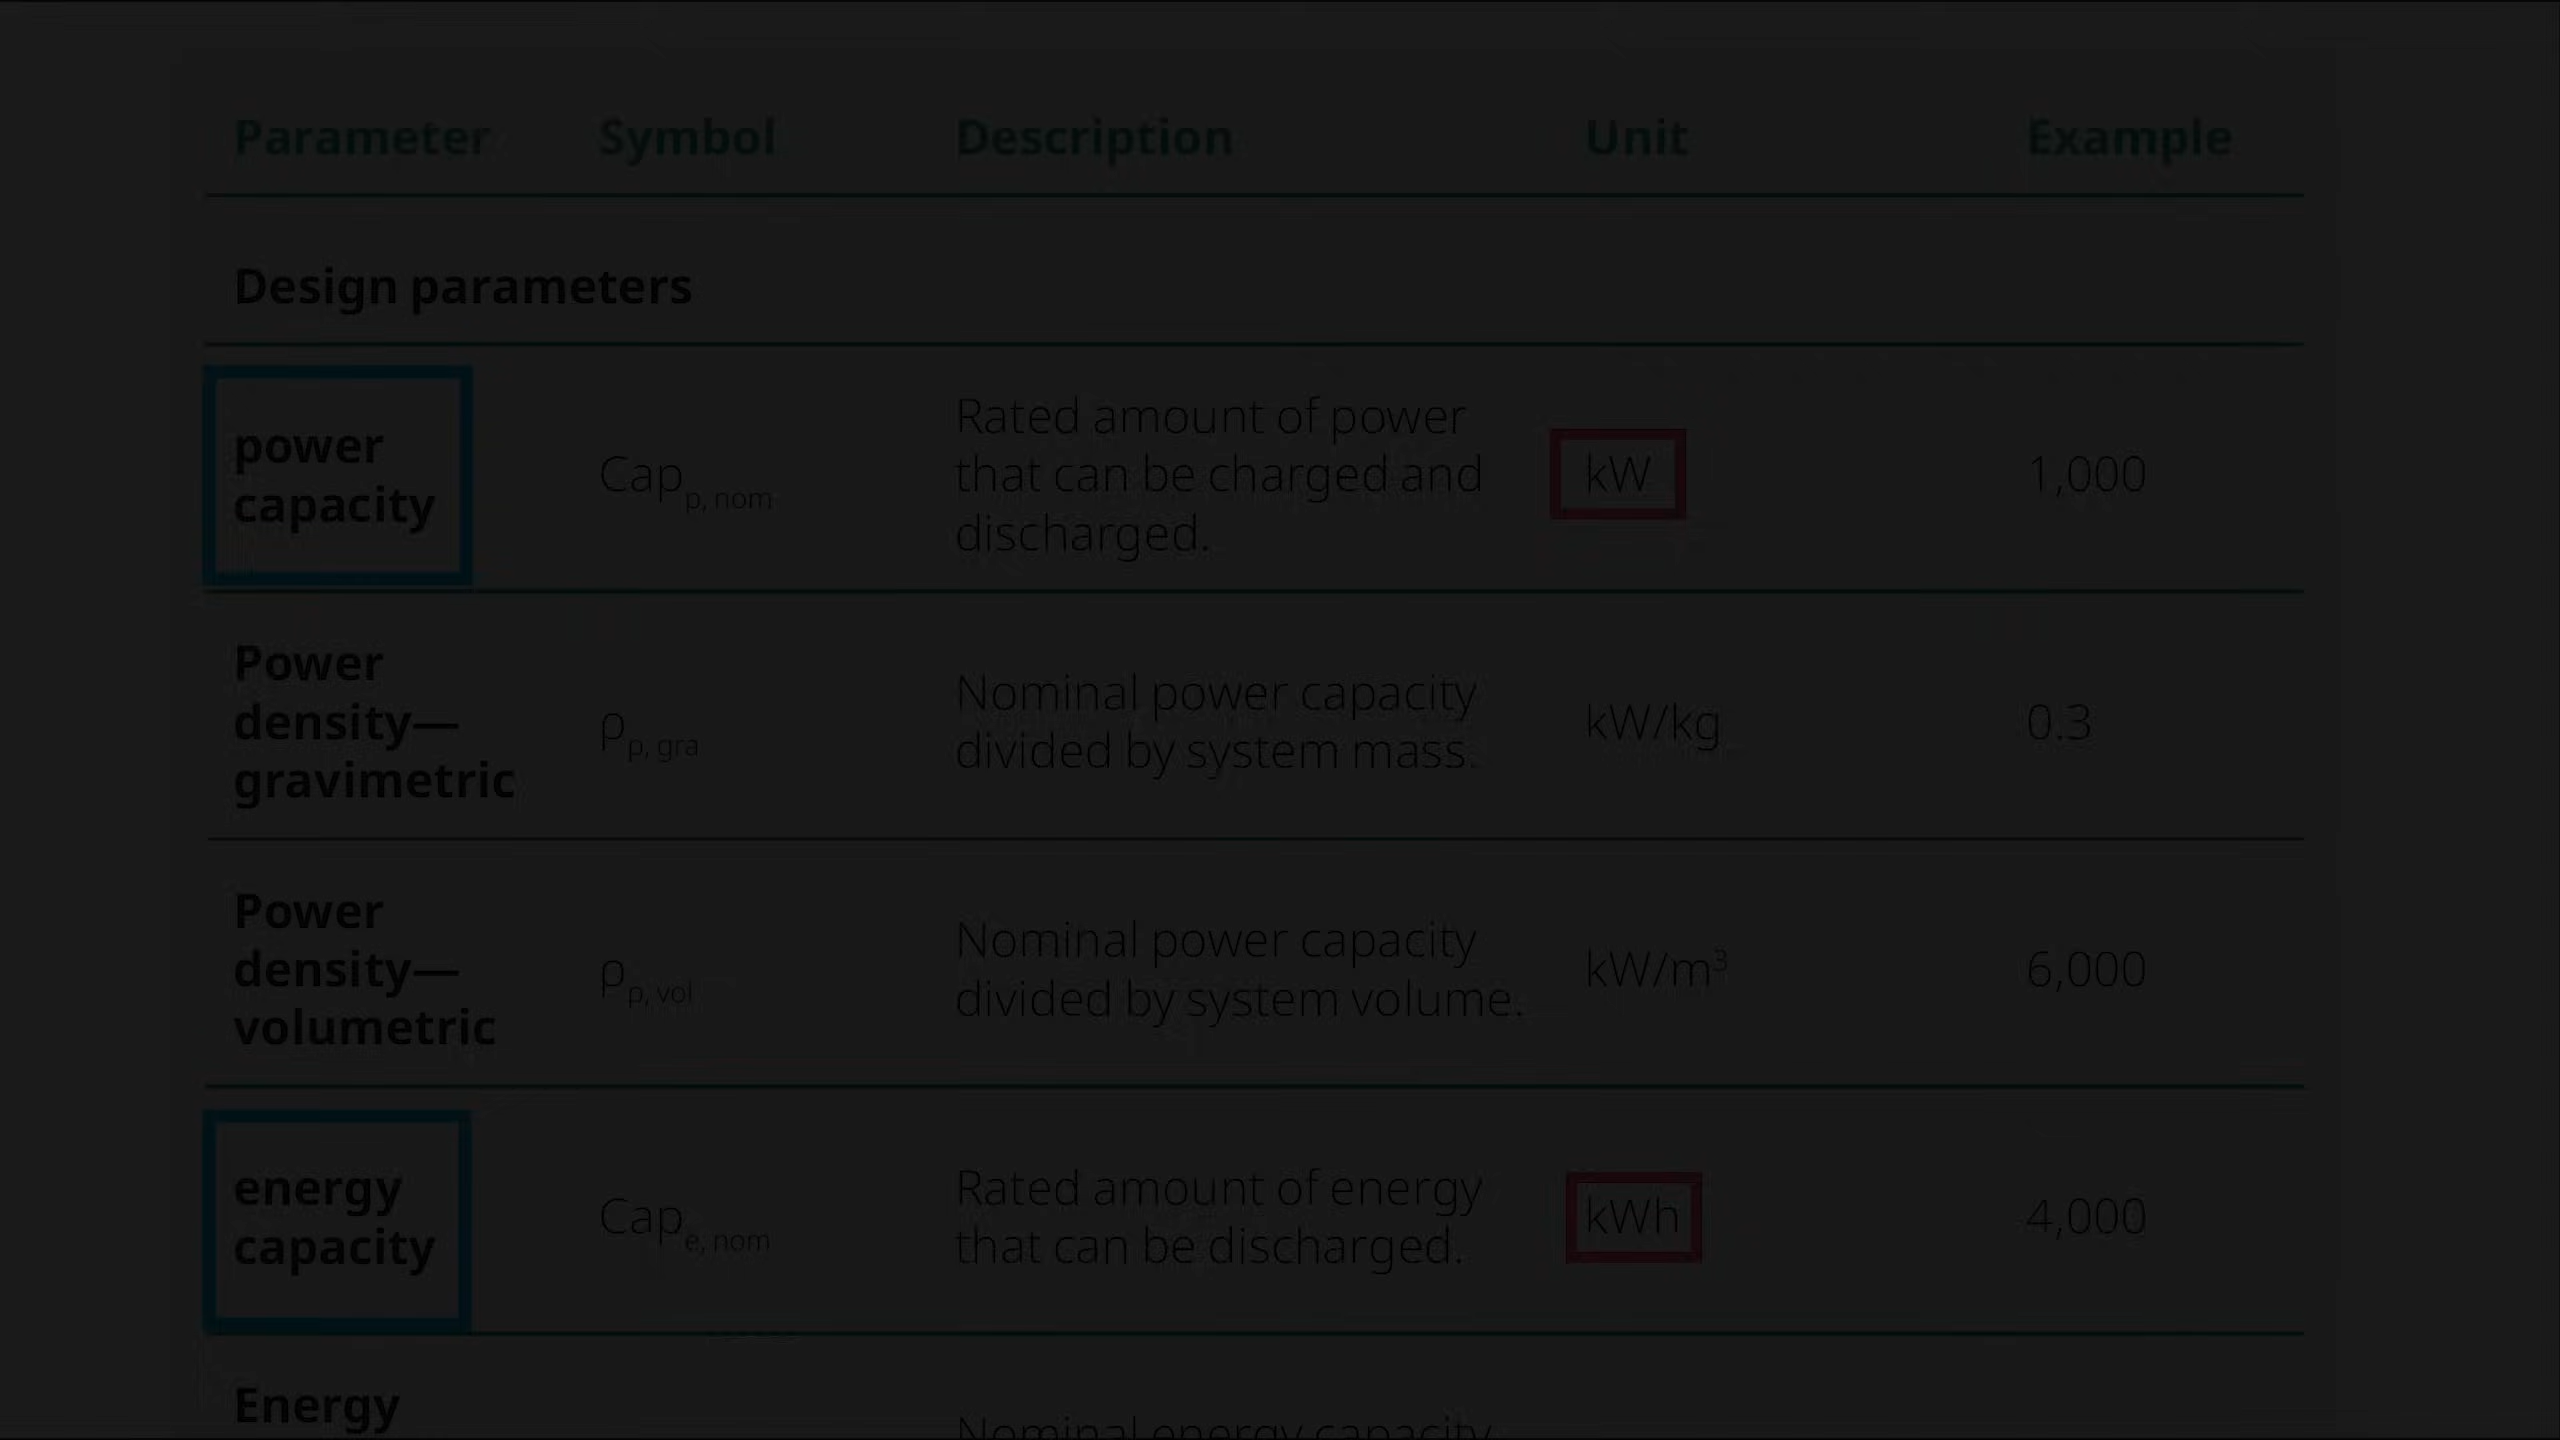 Parameter Symbol Description Unit Example
Design parameters
power
capacity
Cap p, nom
Rated amount of power
that can be charged and
discharged.
kW
1,000
Power
density—
gravimetric
ρ p, gra
Nominal power capacity
divided by system mass.
kW/kg
0.3
Power
density—
volumetric
ρ p, vol
Nominal power capacity
divided by system volume.
kW/m³
6,000
energy
capacity
Cap e, nom
Rated amount of energy
that can be discharged.
kWh
4,000
Energy
Nominal energy capacity